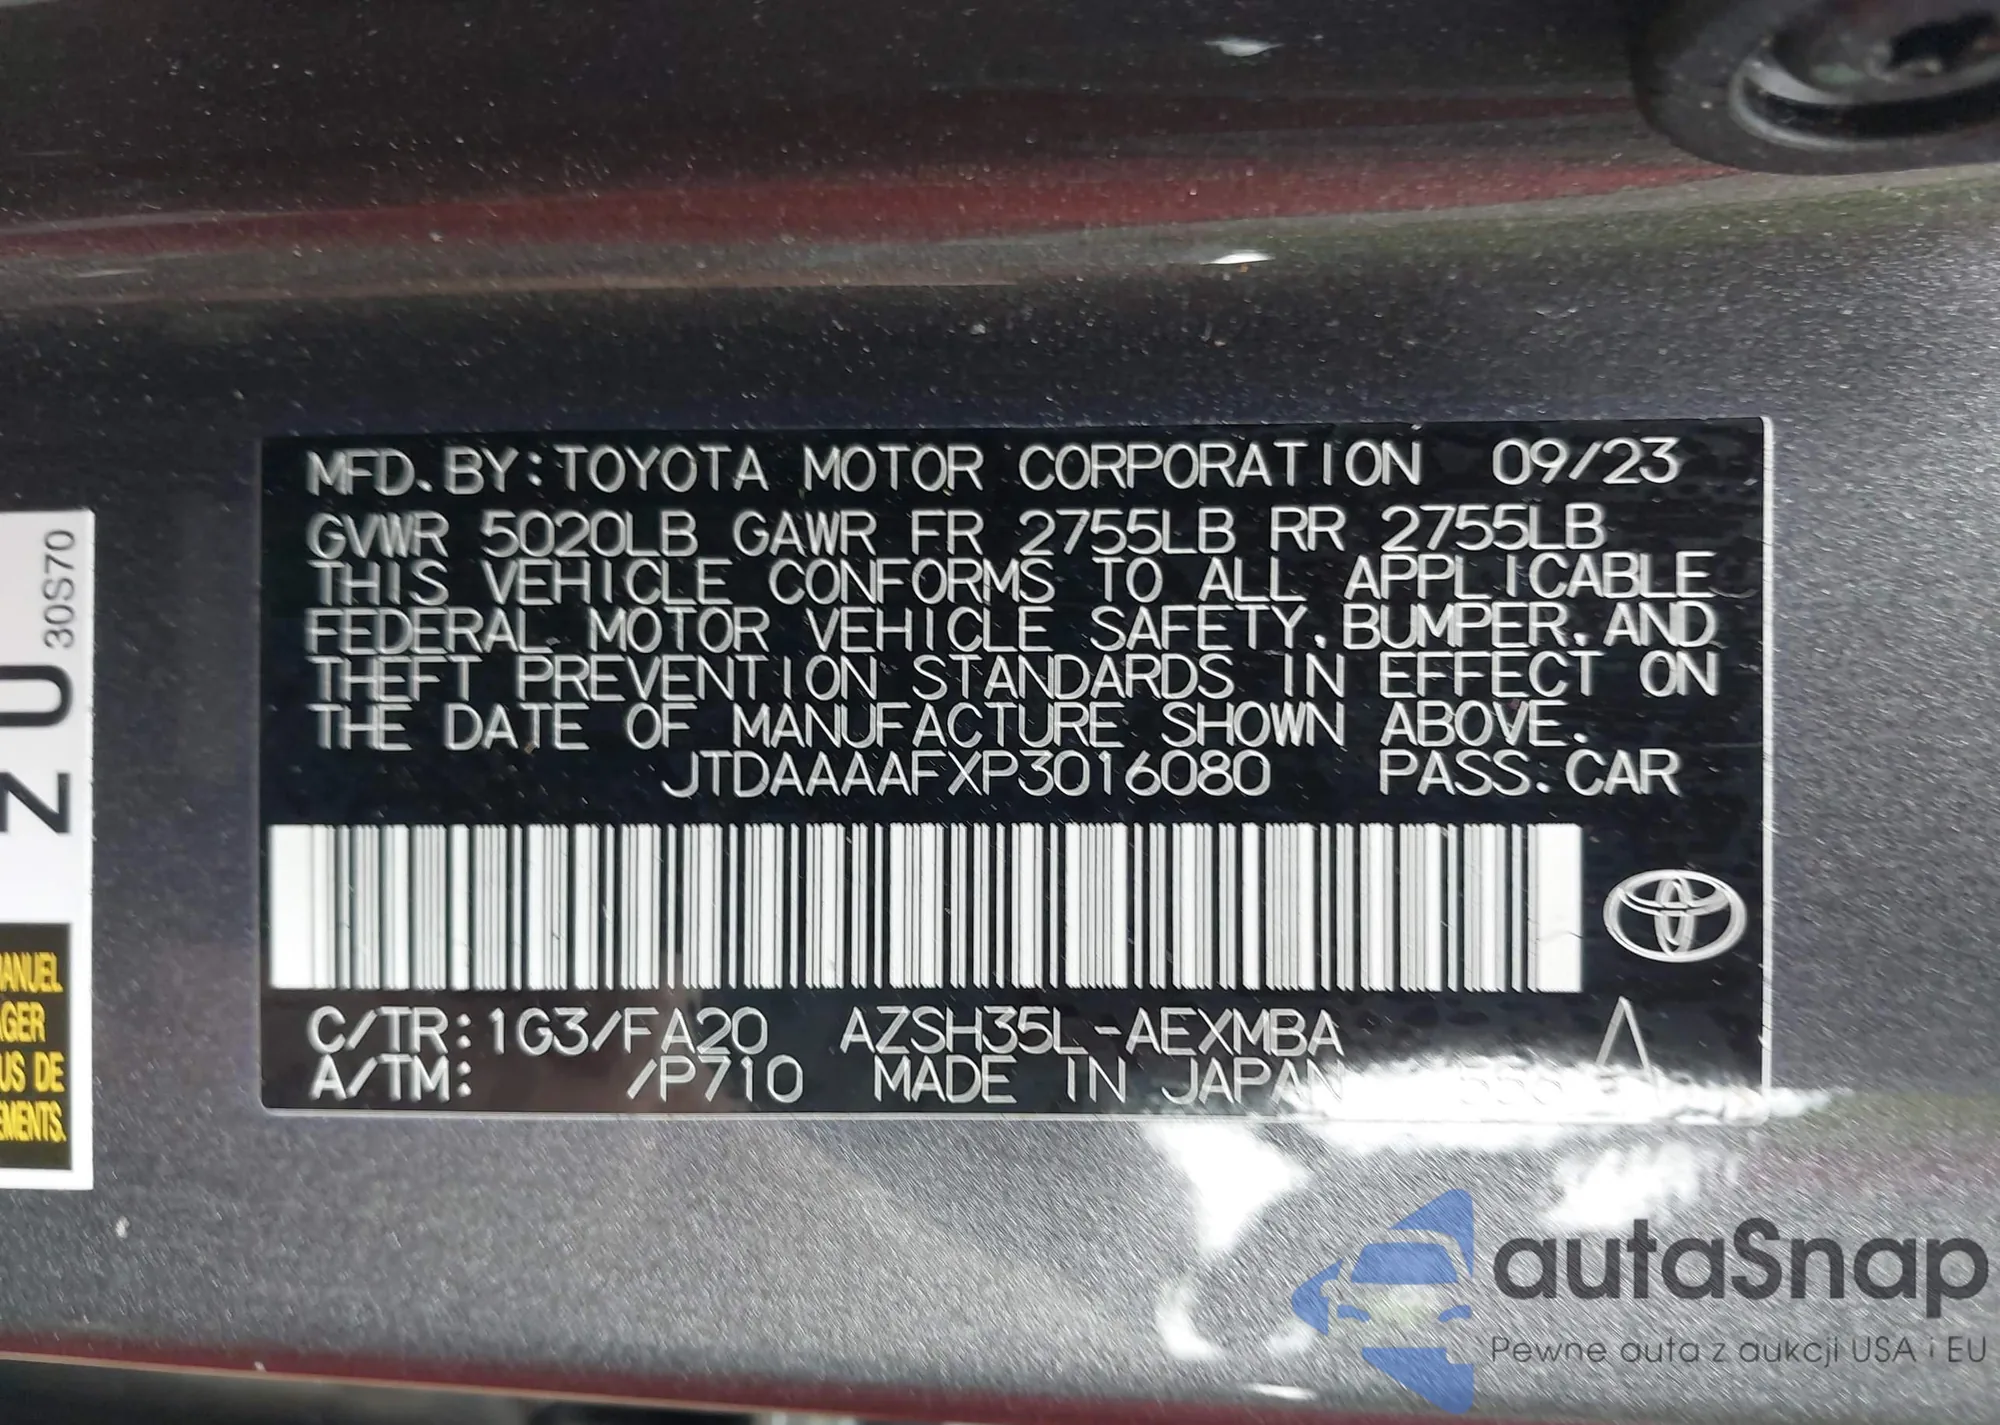 MFD.BY:TOYOTA MOTOR CORPORATION 09/23
GVWR 5020LB GAWR FR 2755LB RR 2755LB
THIS VEHICLE CONFORMS TO ALL APPLICABLE
FEDERAL MOTOR VEHICLE SAFETY,BUMPER,AND
THEFT PREVENTION STANDARDS IN EFFECT ON
THE DATE OF MANUFACTURE SHOWN ABOVE.
JTDAAAAFXP3016080 PASS.CAR
C/TR:1G3/FA20 AZSH35L-AEXMBA
A/TM: /P710 MADE IN JAPAN
30S70
US DE
autaSnap
Pewne auta z aukcji USA i EU